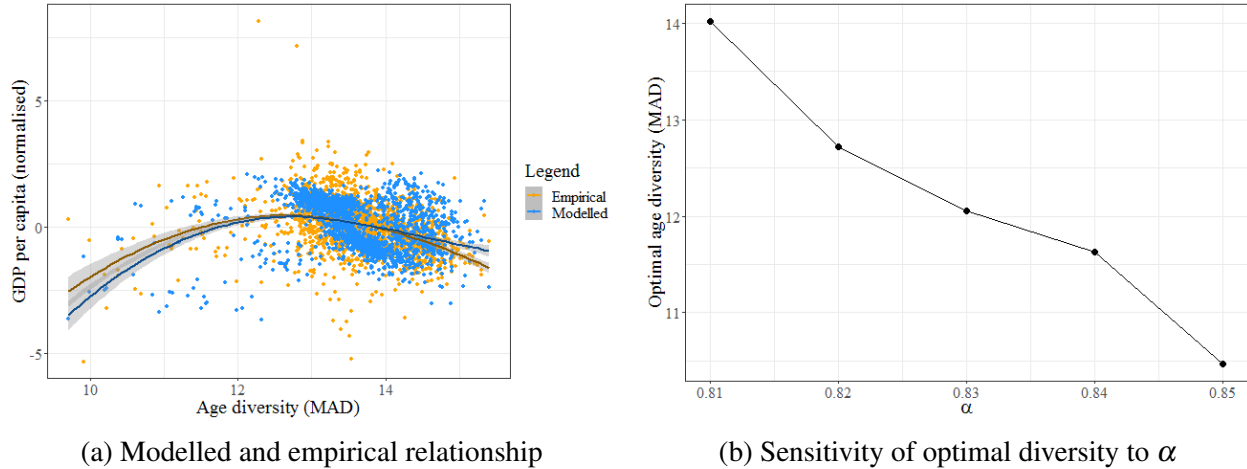 GDP per capita (normalised)
5
0
-5
10
12
14
Age diversity (MAD)
Legend
Empirical
Modelled
(a) Modelled and empirical relationship
Optimal age diversity (MAD)
14
13
12
11
0.81
0.82
0.83
0.84
0.85
α
(b) Sensitivity of optimal diversity to α